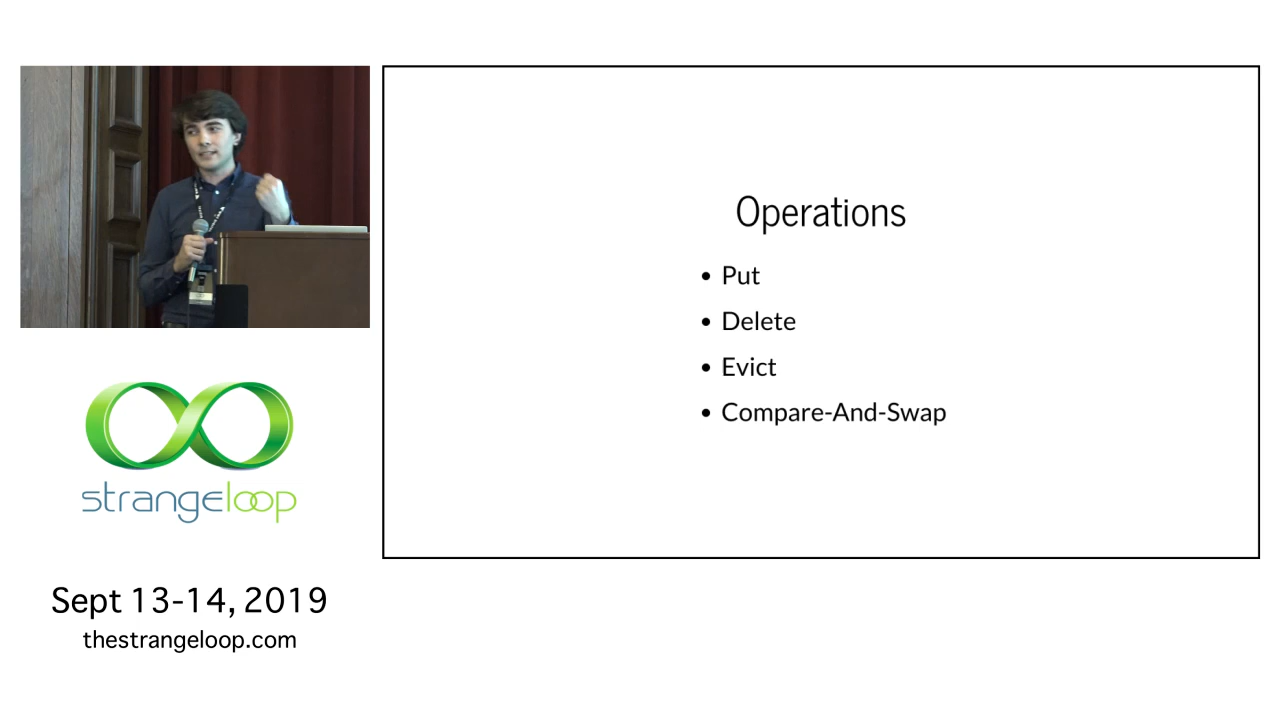 Operations
• Put
• Delete
• Evict
• Compare-And-Swap
strangeloop
Sept 13-14, 2019
thestrangeloop.com